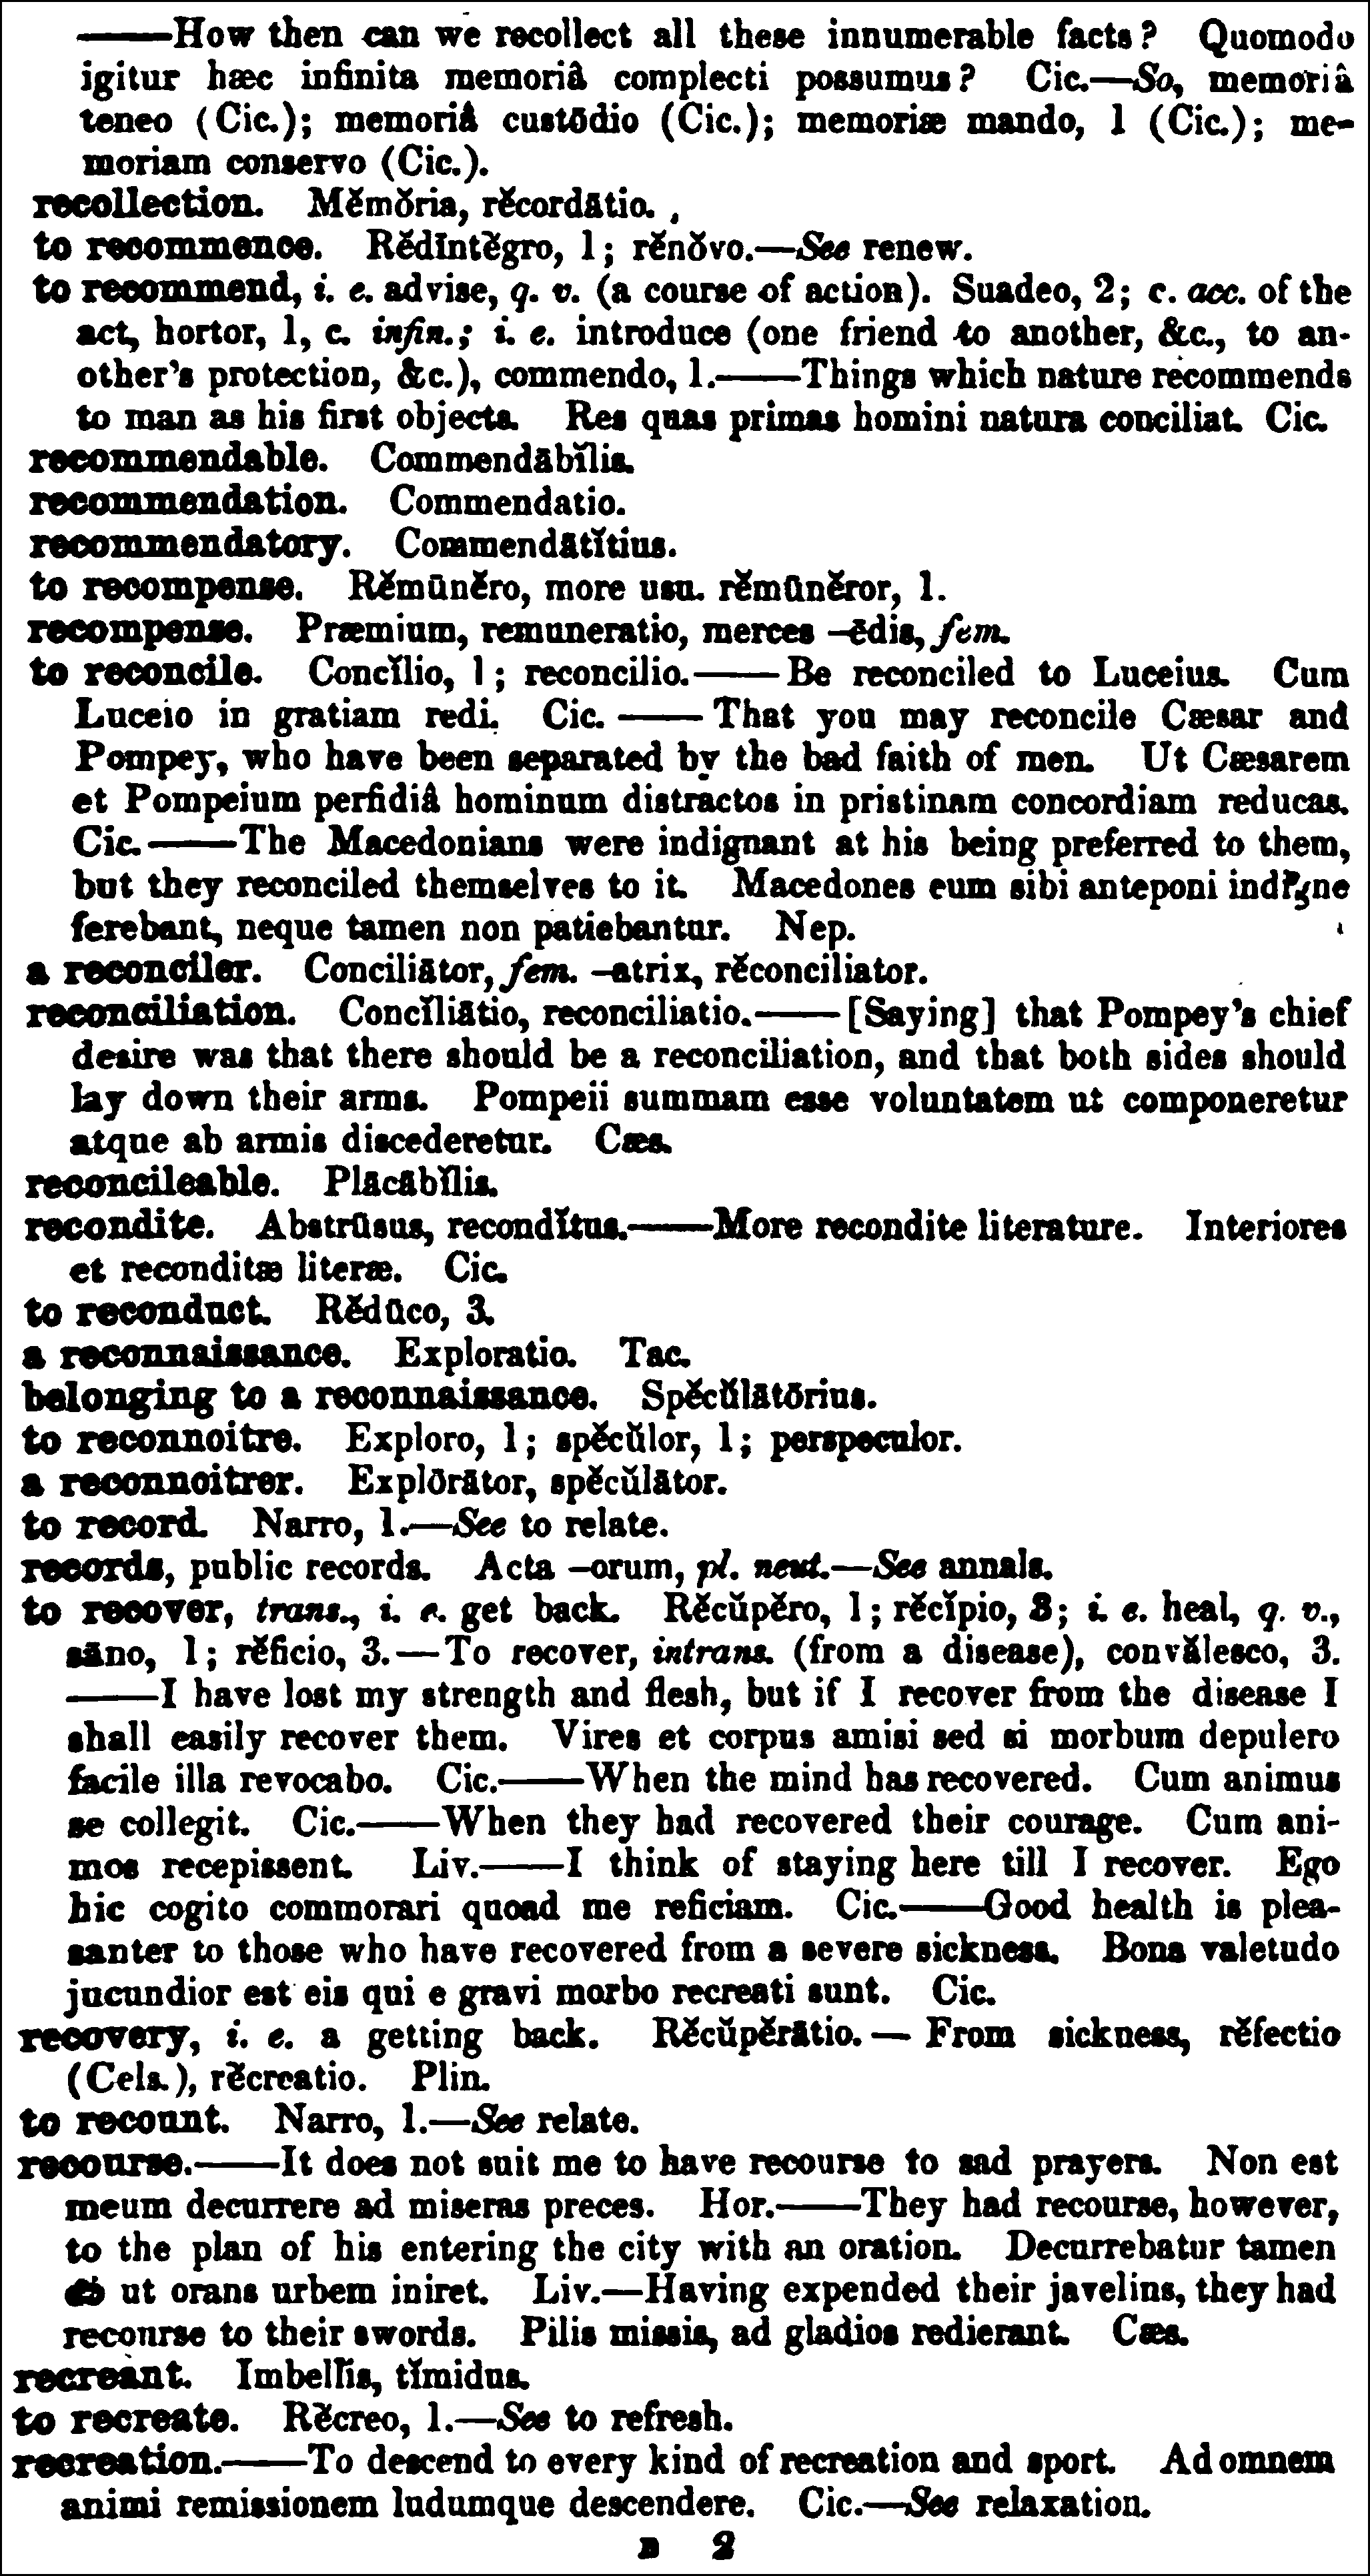 ——How then can we recollect all these innumerable facts? Quomodo
igitur hæc infinita memoriâ complecti possumus? Cic.—So, memoriâ
teneo (Cic.); memoriâ custōdio (Cic.); memoriæ mando, 1 (Cic.); me-
moriam conservo (Cic.).
recollection. Mĕmŏria, rĕcordātio.
to recommence. Rĕdīntĕgro, 1; rĕnŏvo.—See renew.
to recommend, i. e. advise, q. v. (a course of action). Suadeo, 2; c. acc. of the
act, hortor, 1, c. infin.; i. e. introduce (one friend to another, &c., to an-
other's protection, &c.), commendo, 1.——Things which nature recommends
to man as his first objects. Res quas primas homini natura conciliat. Cic.
recommendable. Commendābĭlis.
recommendation. Commendatio.
recommendatory. Commendātĭtius.
to recompense. Rĕmūnĕro, more usu. rĕmūnĕror, 1.
recompense. Præmium, remuneratio, merces –ēdis, fem.
to reconcile. Concĭlio, 1; reconcilio.——Be reconciled to Luceius. Cum
Luceio in gratiam redi. Cic.——That you may reconcile Cæsar and
Pompey, who have been separated by the bad faith of men. Ut Cæsarem
et Pompeium perfidiâ hominum distractos in pristinam concordiam reducas.
Cic.——The Macedonians were indignant at his being preferred to them,
but they reconciled themselves to it. Macedones eum sibi anteponi indigne
ferebant, neque tamen non patiebantur. Nep.
a reconciler. Conciliātor, fem. –atrix, rĕconciliator.
reconciliation. Concĭliātio, reconciliatio.——[Saying] that Pompey's chief
desire was that there should be a reconciliation, and that both sides should
lay down their arms. Pompeii summam esse voluntatem ut componeretur
atque ab armis discederetur. Cæs.
reconcileable. Plācābĭlis.
recondite. Abstrūsus, recondĭtus.——More recondite literature. Interiores
et reconditæ literæ. Cic.
to reconduct. Rĕdūco, 3.
a reconnaissance. Exploratio. Tac.
belonging to a reconnaissance. Spĕcŭlātōrius.
to reconnoitre. Exploro, 1; spĕcŭlor, 1; perspeculor.
a reconnoitrer. Explōrātor, spĕcŭlātor.
to record. Narro, 1.—See to relate.
records, public records. Acta –orum, pl. neut.—See annals.
to recover, trans., i. e. get back. Rĕcŭpĕro, 1; rĕcĭpio, 3; i. e. heal, q. v.,
sāno, 1; rĕficio, 3.—To recover, intrans. (from a disease), convălesco, 3.
——I have lost my strength and flesh, but if I recover from the disease I
shall easily recover them. Vires et corpus amisi sed si morbum depulero
facile illa revocabo. Cic.——When the mind has recovered. Cum animus
se collegit. Cic.——When they had recovered their courage. Cum ani-
mos recepissent. Liv.——I think of staying here till I recover. Ego
hic cogito commorari quoad me reficiam. Cic.——Good health is plea-
santer to those who have recovered from a severe sickness. Bona valetudo
jucundior est eis qui e gravi morbo recreati sunt. Cic.
recovery, i. e. a getting back. Rĕcŭpĕrātio.—From sickness, rĕfectio
(Cels.), rĕcreatio. Plin.
to recount. Narro, 1.—See relate.
recourse.——It does not suit me to have recourse to sad prayers. Non est
meum decurrere ad miseras preces. Hor.——They had recourse, however,
to the plan of his entering the city with an oration. Decurrebatur tamen
eō ut orans urbem iniret. Liv.—Having expended their javelins, they had
recourse to their swords. Pilis missis, ad gladios redierant. Cæs.
recreant. Imbellis, tĭmidus.
to recreate. Rĕcreo, 1.—See to refresh.
recreation.——To descend to every kind of recreation and sport. Ad omnem
animi remissionem ludumque descendere. Cic.—See relaxation.
B 2